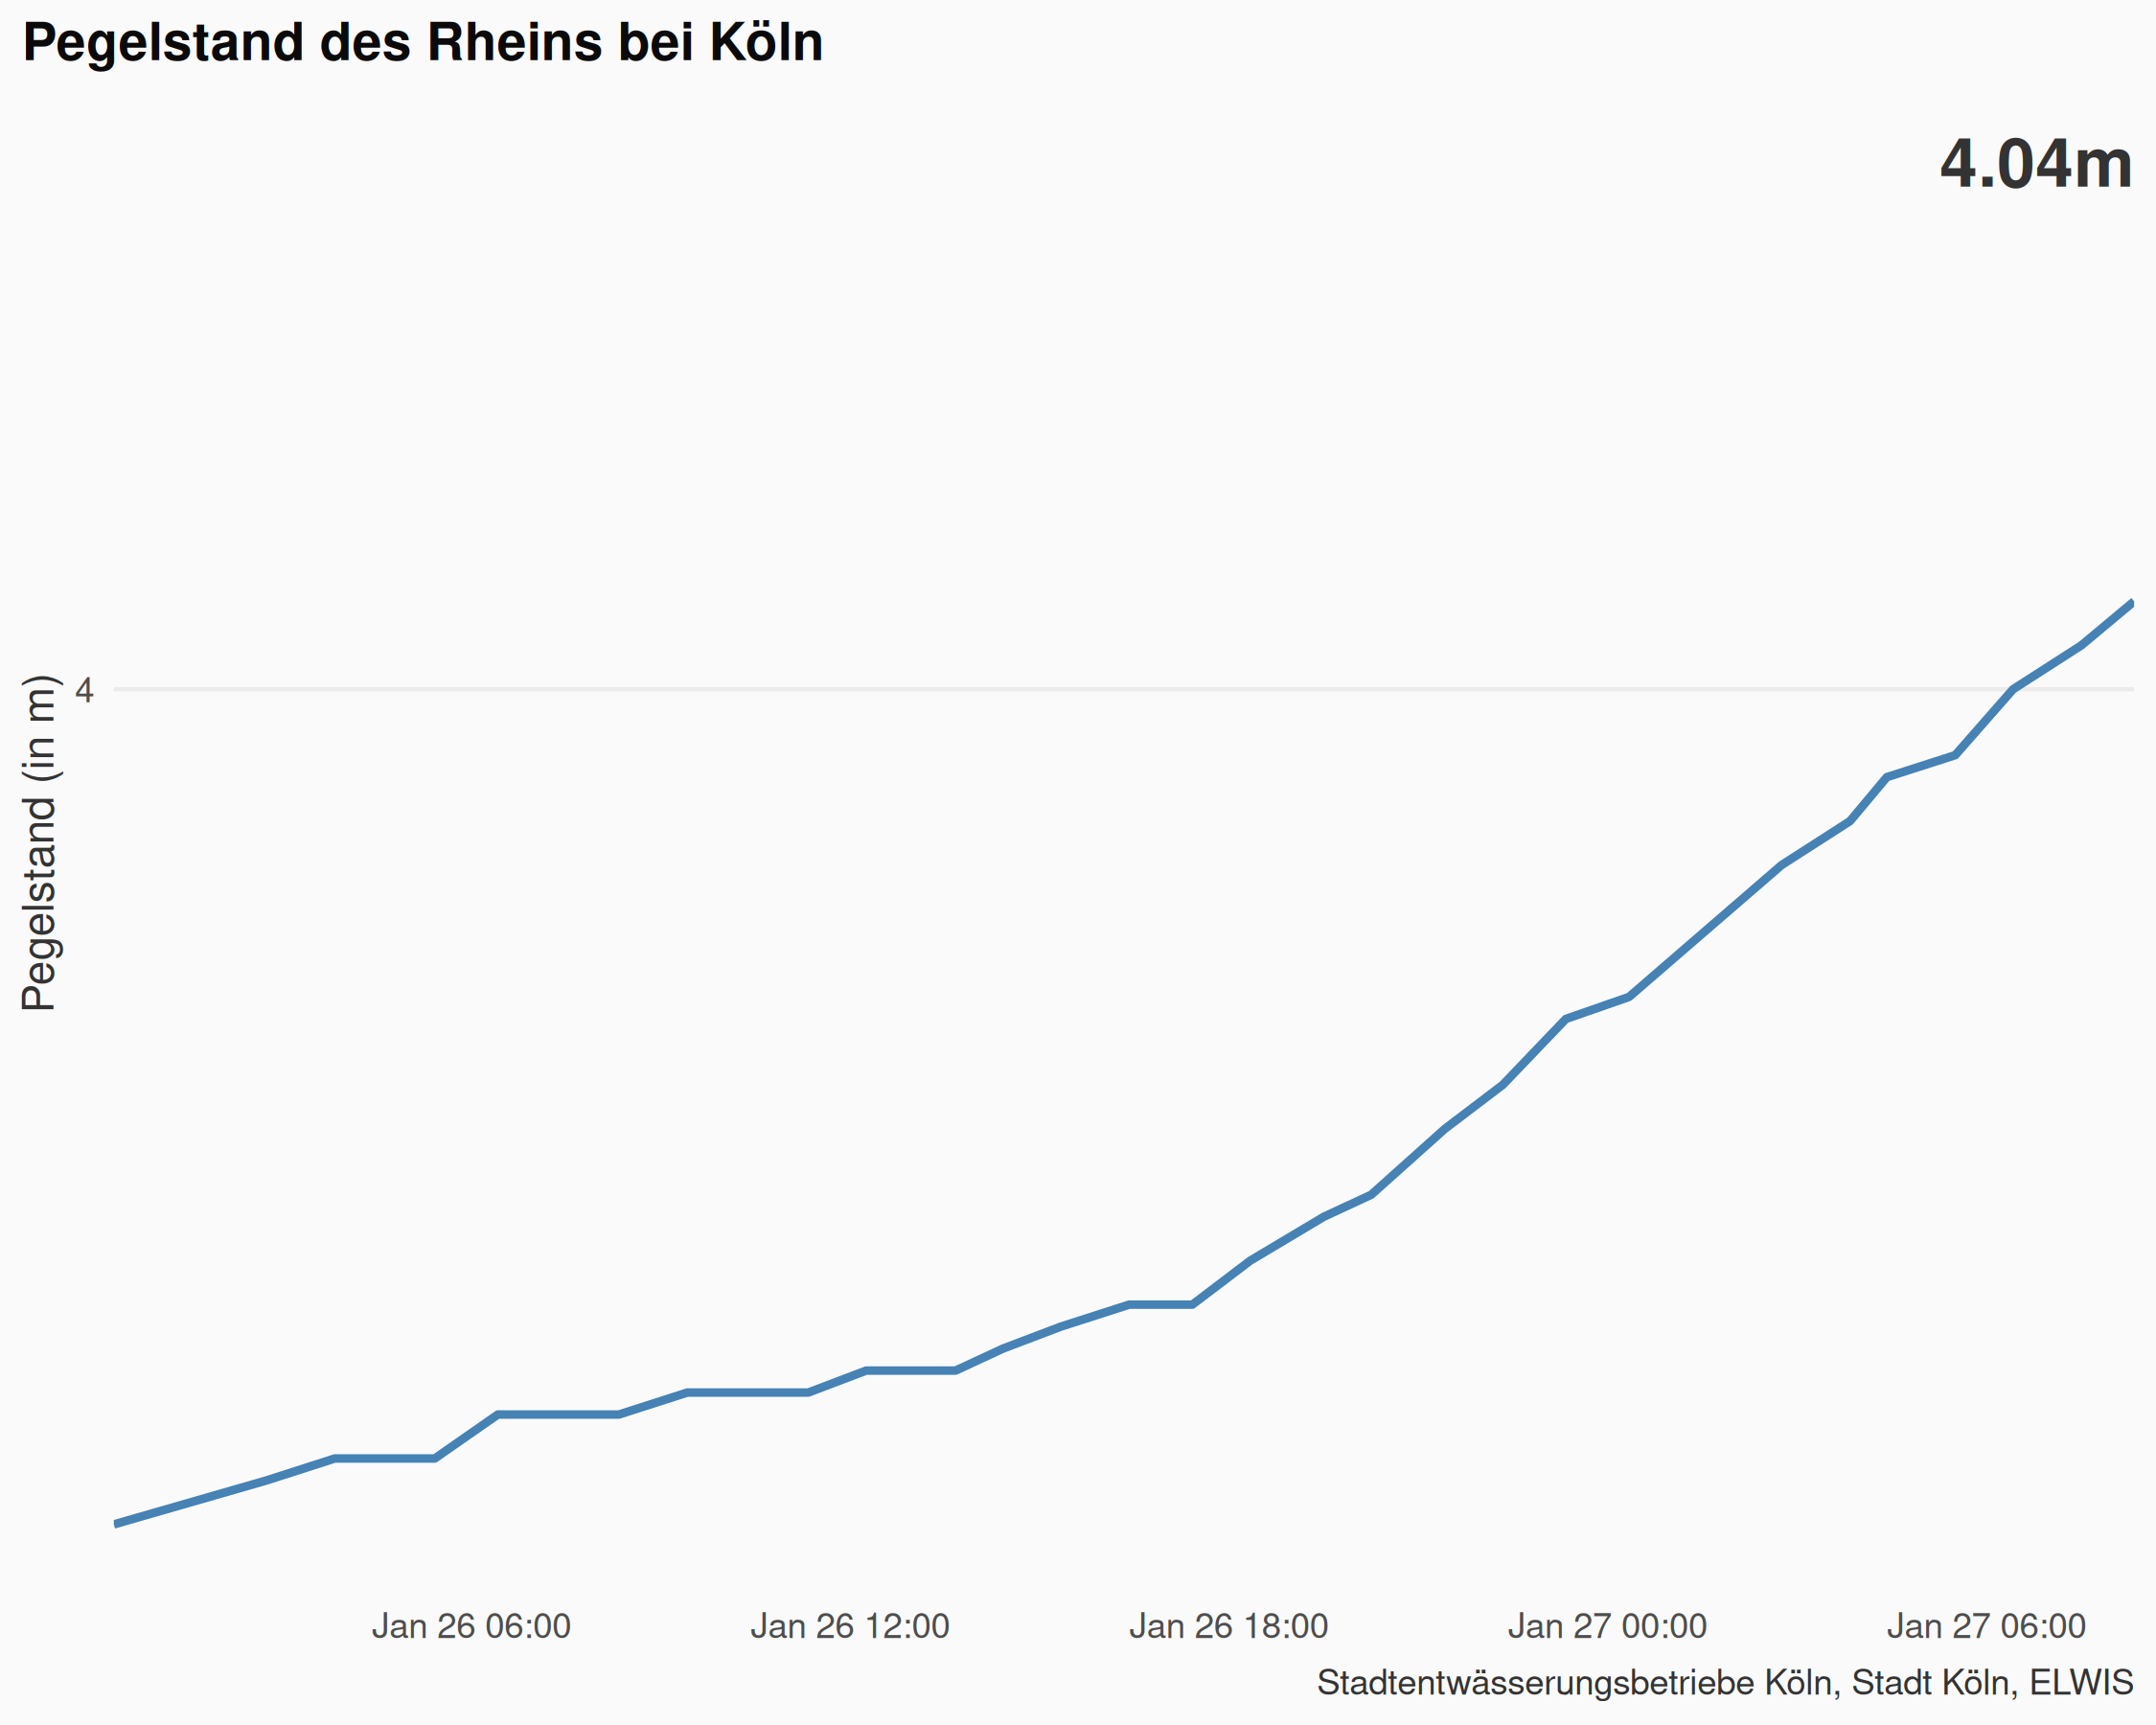 Pegelstand des Rheins bei Köln
4.04m
Pegelstand (in m)
4
Jan 26 06:00
Jan 26 12:00
Jan 26 18:00
Jan 27 00:00
Jan 27 06:00
Stadtentwässerungsbetriebe Köln, Stadt Köln, ELWIS